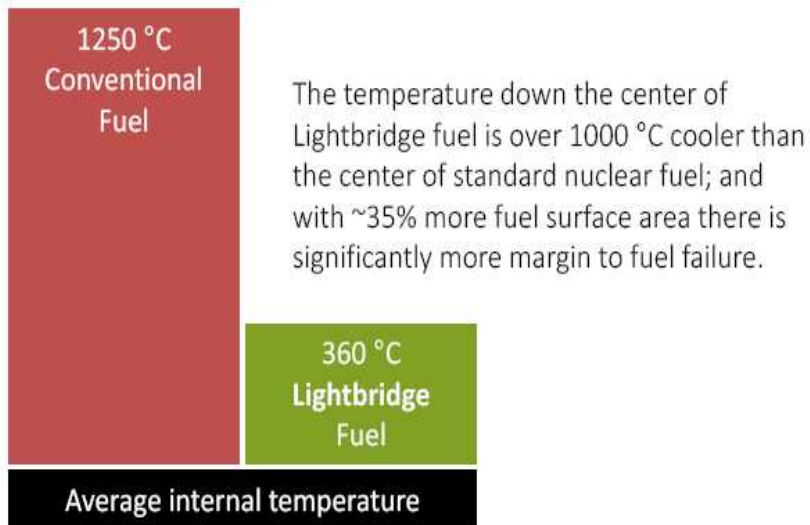 1250 °C
Conventional
Fuel
The temperature down the center of
Lightbridge fuel is over 1000 °C cooler than
the center of standard nuclear fuel; and
with ~35% more fuel surface area there is
significantly more margin to fuel failure.
360 °C
Lightbridge
Fuel
Average internal temperature